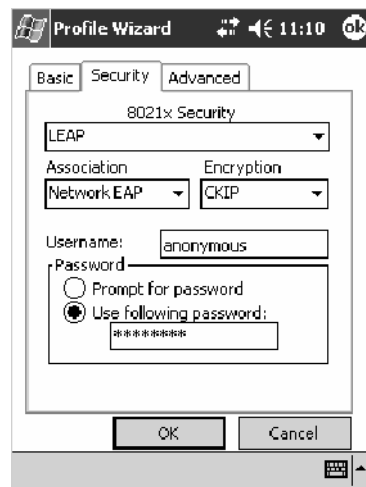 Profile Wizard 11:10 ok
Basic Security Advanced
8021x Security
LEAP
Association Encryption
Network EAP CKIP
Username: anonymous
Password
Prompt for password
Use following password:
********
OK Cancel